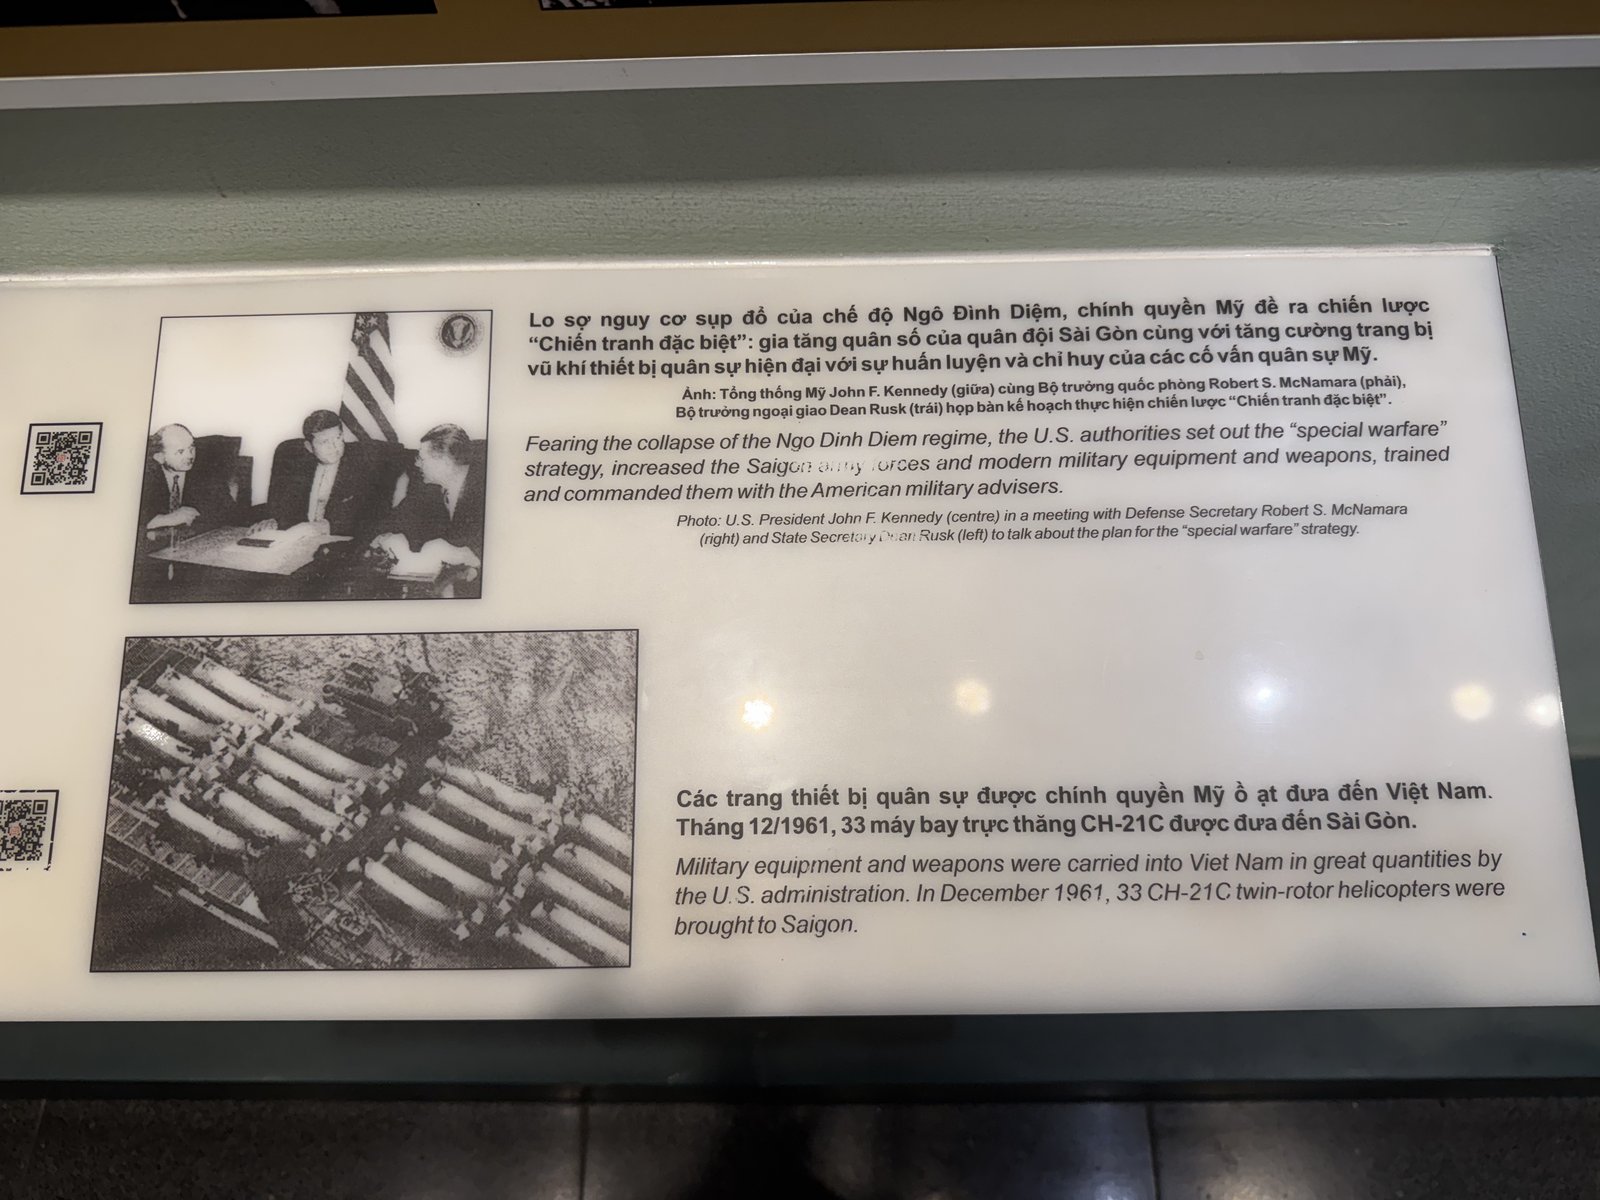 Lo sợ nguy cơ sụp đổ của chế độ Ngô Đình Diệm, chính quyền Mỹ đề ra chiến lược
“Chiến tranh đặc biệt”: gia tăng quân số của quân đội Sài Gòn cùng với tăng cường trang bị
vũ khí thiết bị quân sự hiện đại với sự huấn luyện và chỉ huy của các cố vấn quân sự Mỹ.
Ảnh: Tổng thống Mỹ John F. Kennedy (giữa) cùng Bộ trưởng quốc phòng Robert S. McNamara (phải),
Bộ trưởng ngoại giao Dean Rusk (trái) họp bàn kế hoạch thực hiện chiến lược “Chiến tranh đặc biệt”.
Fearing the collapse of the Ngo Dinh Diem regime, the U.S. authorities set out the “special warfare”
strategy, increased the Saigon army forces and modern military equipment and weapons, trained
and commanded them with the American military advisers.
Photo: U.S. President John F. Kennedy (centre) in a meeting with Defense Secretary Robert S. McNamara
(right) and State Secretary Dean Rusk (left) to talk about the plan for the “special warfare” strategy.
Các trang thiết bị quân sự được chính quyền Mỹ ồ ạt đưa đến Việt Nam.
Tháng 12/1961, 33 máy bay trực thăng CH-21C được đưa đến Sài Gòn.
Military equipment and weapons were carried into Viet Nam in great quantities by
the U.S. administration. In December 1961, 33 CH-21C twin-rotor helicopters were
brought to Saigon.